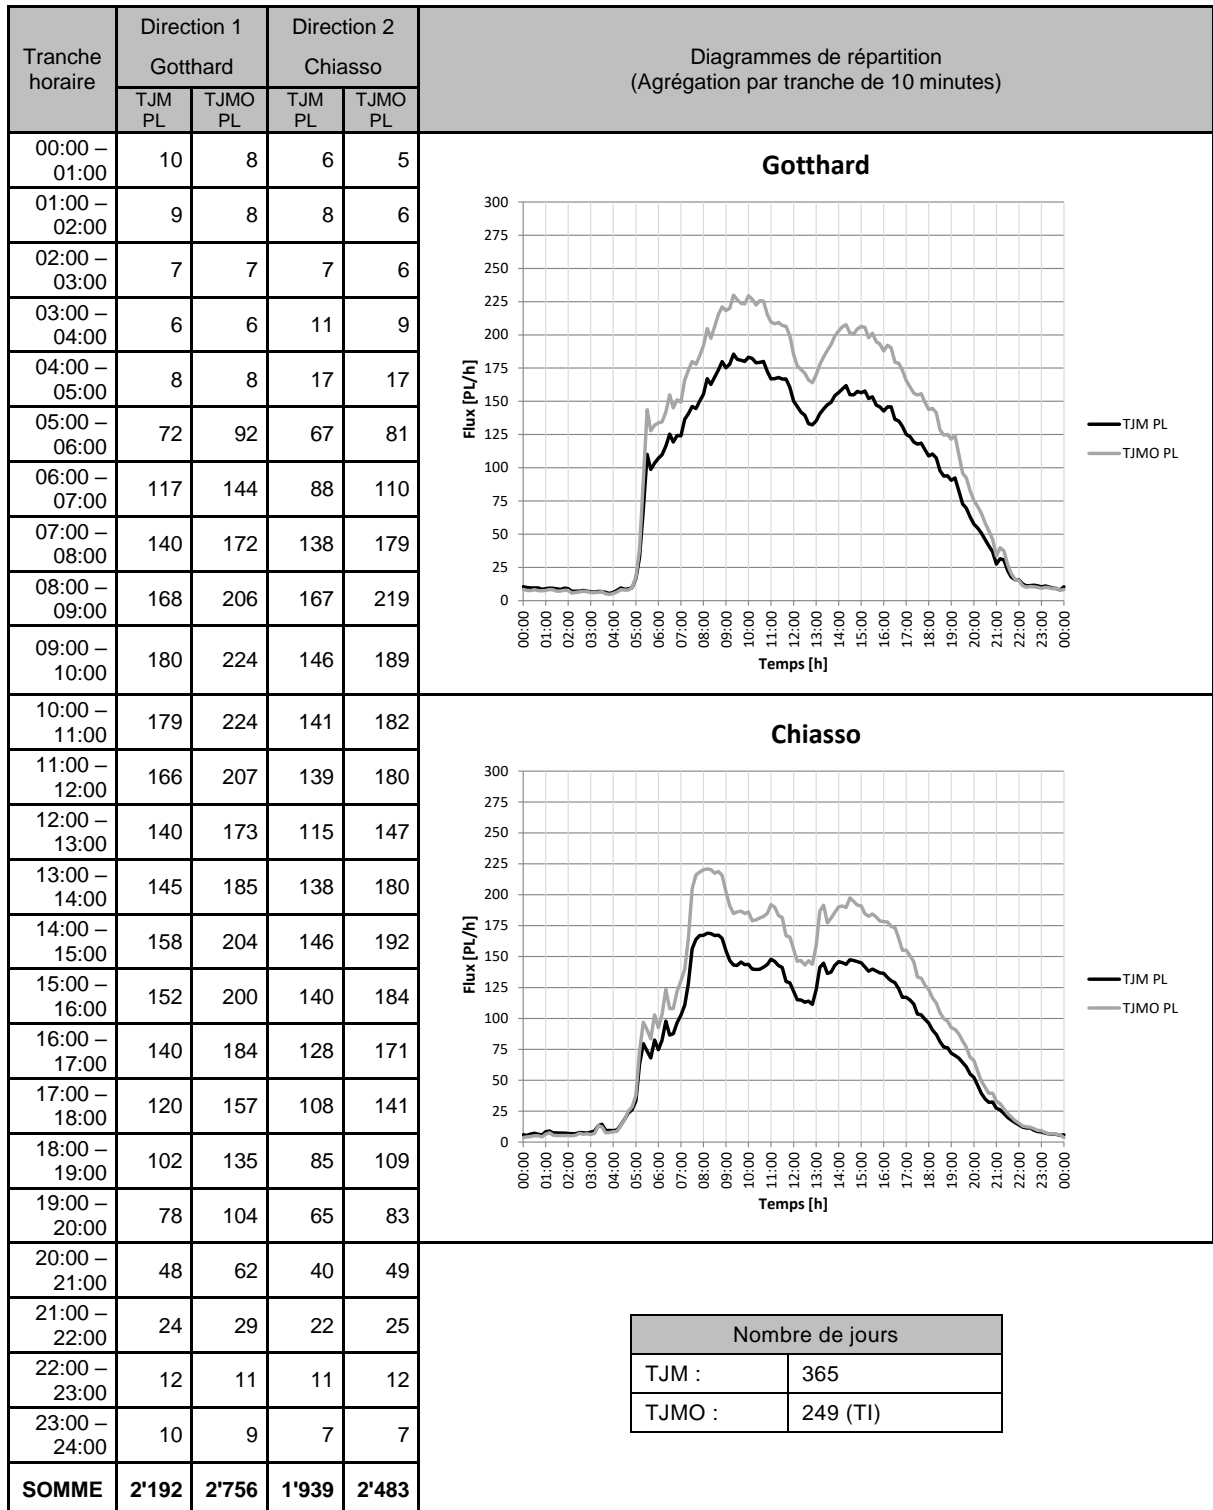 Tranche horaire
Direction 1
Gotthard
Direction 2
Chiasso
Diagrammes de répartition
(Agrégation par tranche de 10 minutes)
TJM PL
TJMO PL
TJM PL
TJMO PL
00:00 – 01:00 10 8 6 5
01:00 – 02:00 9 8 8 6
02:00 – 03:00 7 7 7 6
03:00 – 04:00 6 6 11 9
04:00 – 05:00 8 8 17 17
05:00 – 06:00 72 92 67 81
06:00 – 07:00 117 144 88 110
07:00 – 08:00 140 172 138 179
08:00 – 09:00 168 206 167 219
09:00 – 10:00 180 224 146 189
10:00 – 11:00 179 224 141 182
11:00 – 12:00 166 207 139 180
12:00 – 13:00 140 173 115 147
13:00 – 14:00 145 185 138 180
14:00 – 15:00 158 204 146 192
15:00 – 16:00 152 200 140 184
16:00 – 17:00 140 184 128 171
17:00 – 18:00 120 157 108 141
18:00 – 19:00 102 135 85 109
19:00 – 20:00 78 104 65 83
20:00 – 21:00 48 62 40 49
21:00 – 22:00 24 29 22 25
22:00 – 23:00 12 11 11 12
23:00 – 24:00 10 9 7 7
SOMME 2'192 2'756 1'939 2'483
Gotthard
Flux [PL/h]
300
275
250
225
200
175
150
125
100
75
50
25
0
00:00 01:00 02:00 03:00 04:00 05:00 06:00 07:00 08:00 09:00 10:00 11:00 12:00 13:00 14:00 15:00 16:00 17:00 18:00 19:00 20:00 21:00 22:00 23:00 00:00
Temps [h]
TJM PL
TJMO PL
Chiasso
Flux [PL/h]
300
275
250
225
200
175
150
125
100
75
50
25
0
00:00 01:00 02:00 03:00 04:00 05:00 06:00 07:00 08:00 09:00 10:00 11:00 12:00 13:00 14:00 15:00 16:00 17:00 18:00 19:00 20:00 21:00 22:00 23:00 00:00
Temps [h]
TJM PL
TJMO PL
Nombre de jours
TJM : 365
TJMO : 249 (TI)